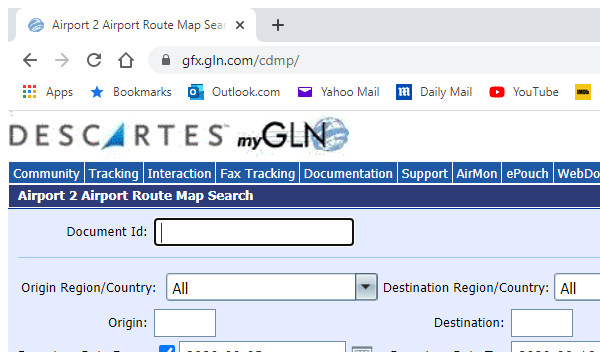 Airport 2 Airport Route Map Sear
gfx.gln.com/cdmp/
Apps Bookmarks Outlook.com Yahoo Mail Daily Mail YouTube IMDb
DESCARTES™ myGLN
Community Tracking Interaction Fax Tracking Documentation Support AirMon ePouch WebDo
Airport 2 Airport Route Map Search
Document Id:
Origin Region/Country: All Destination Region/Country: All
Origin: Destination: